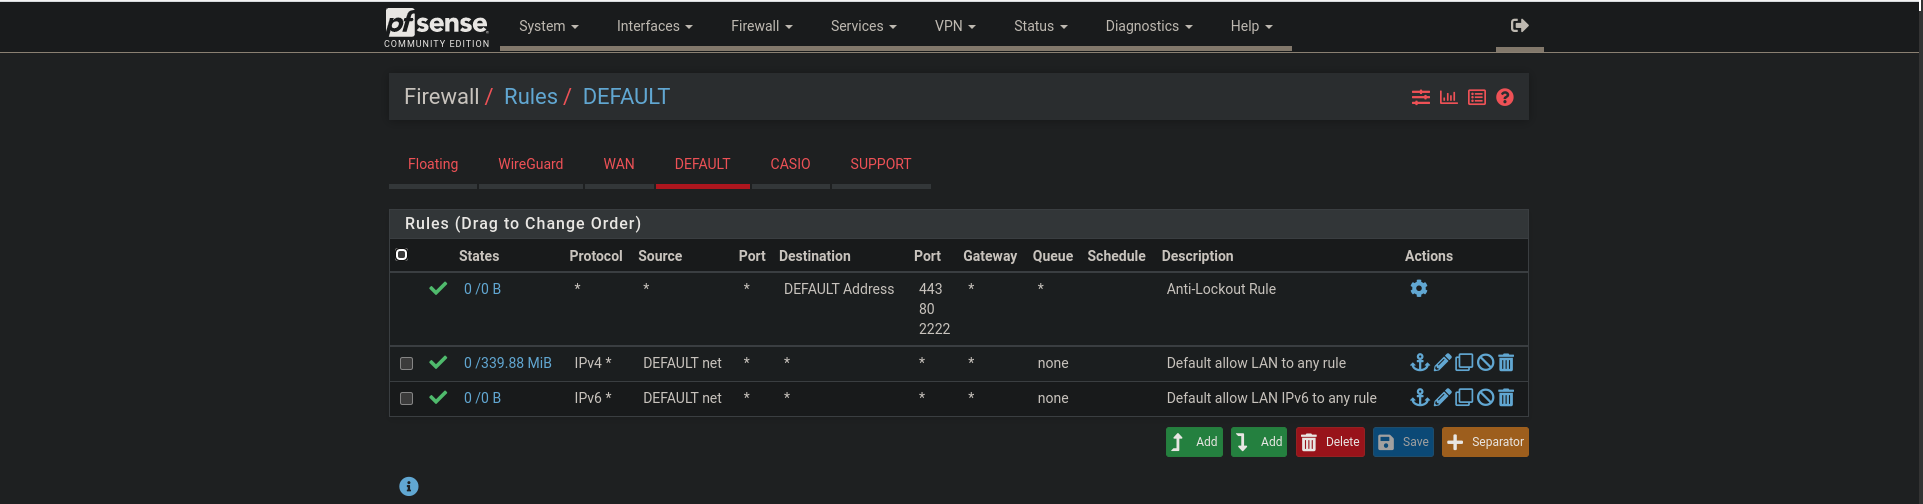 pfsense
COMMUNITY EDITION
System Interfaces Firewall Services VPN Status Diagnostics Help
Firewall / Rules / DEFAULT
Floating WireGuard WAN DEFAULT CASIO SUPPORT
Rules (Drag to Change Order)
States Protocol Source Port Destination Port Gateway Queue Schedule Description Actions
0 /0 B * * * DEFAULT Address 443 * * Anti-Lockout Rule
80
2222
0 /339.88 MiB IPv4 * DEFAULT net * * * * none Default allow LAN to any rule
0 /0 B IPv6 * DEFAULT net * * * * none Default allow LAN IPv6 to any rule
Add Add Delete Save Separator